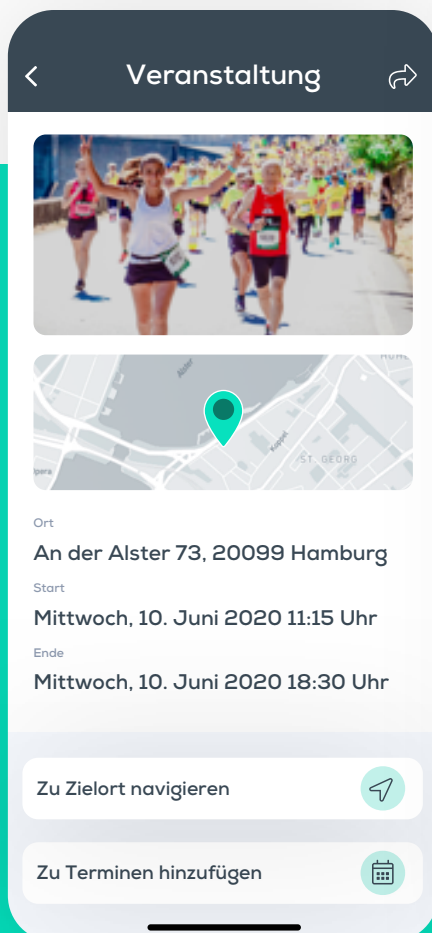 Veranstaltung
Alster
Koppel
ST. GEORG
Ort
An der Alster 73, 20099 Hamburg
Start
Mittwoch, 10. Juni 2020 11:15 Uhr
Ende
Mittwoch, 10. Juni 2020 18:30 Uhr
Zu Zielort navigieren
Zu Terminen hinzufügen